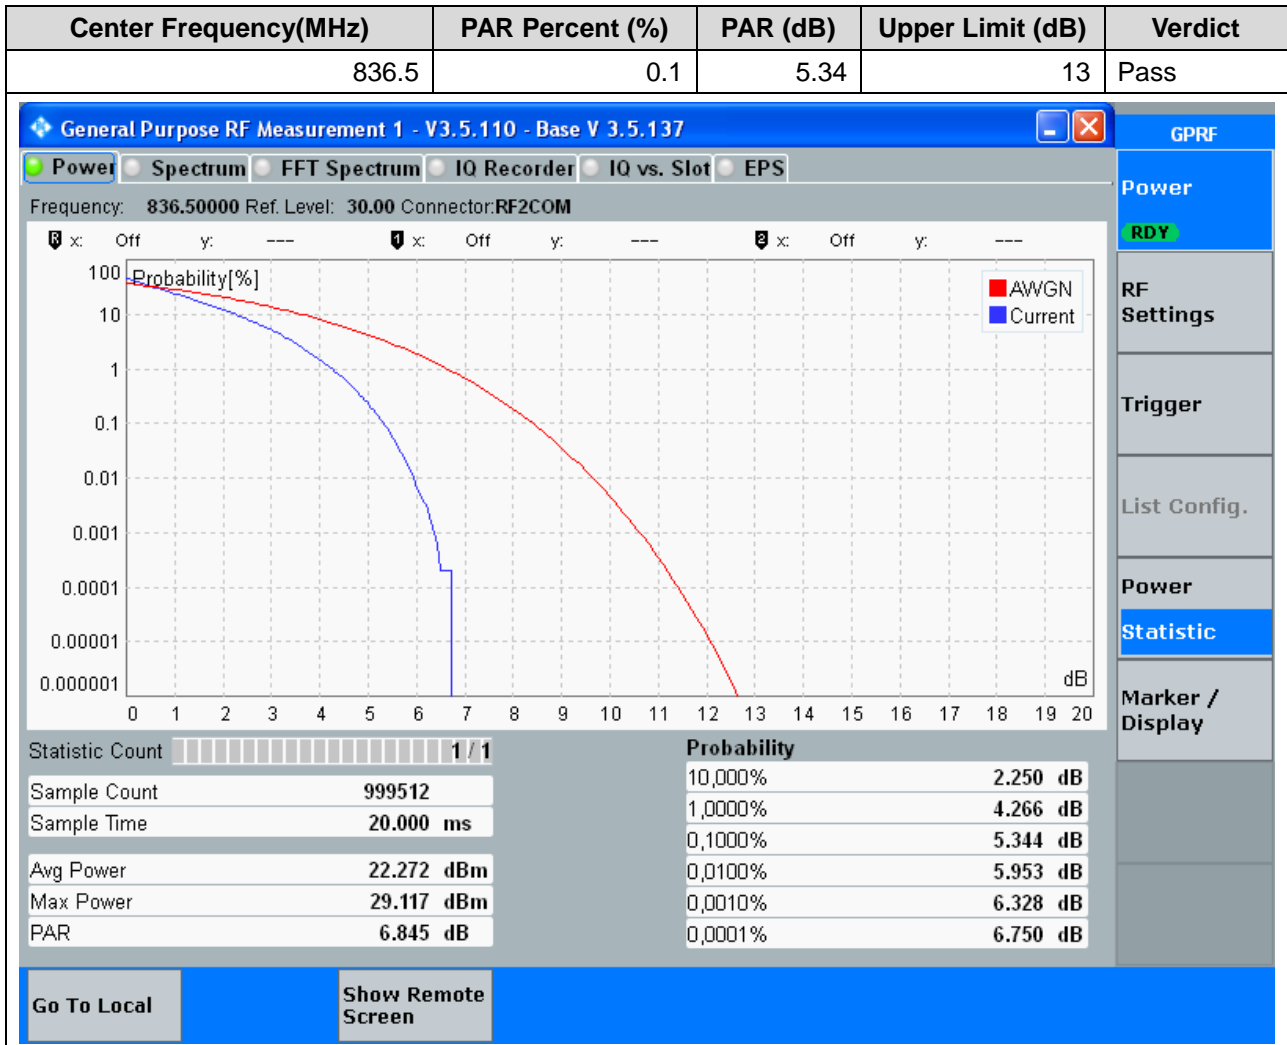 Center Frequency(MHz) PAR Percent (%) PAR (dB) Upper Limit (dB) Verdict
836.5 0.1 5.34 13 Pass
General Purpose RF Measurement 1 - V3.5.110 - Base V 3.5.137
GPRF
Power Spectrum FFT Spectrum IQ Recorder IQ vs. Slot EPS
Power
RDY
Frequency: 836.50000 Ref. Level: 30.00 Connector:RF2COM
R x: Off y: --- 1 x: Off y: --- 2 x: Off y: ---
Probability[%]
AWGN
Current
100
10
1
0.1
0.01
0.001
0.0001
0.00001
0.000001
dB
0 1 2 3 4 5 6 7 8 9 10 11 12 13 14 15 16 17 18 19 20
RF
Settings
Trigger
List Config.
Power
Statistic
Marker /
Display
Statistic Count 1 / 1
Sample Count 999512
Sample Time 20.000 ms
Avg Power 22.272 dBm
Max Power 29.117 dBm
PAR 6.845 dB
Probability
10,000% 2.250 dB
1,0000% 4.266 dB
0,1000% 5.344 dB
0,0100% 5.953 dB
0,0010% 6.328 dB
0,0001% 6.750 dB
Go To Local
Show Remote
Screen